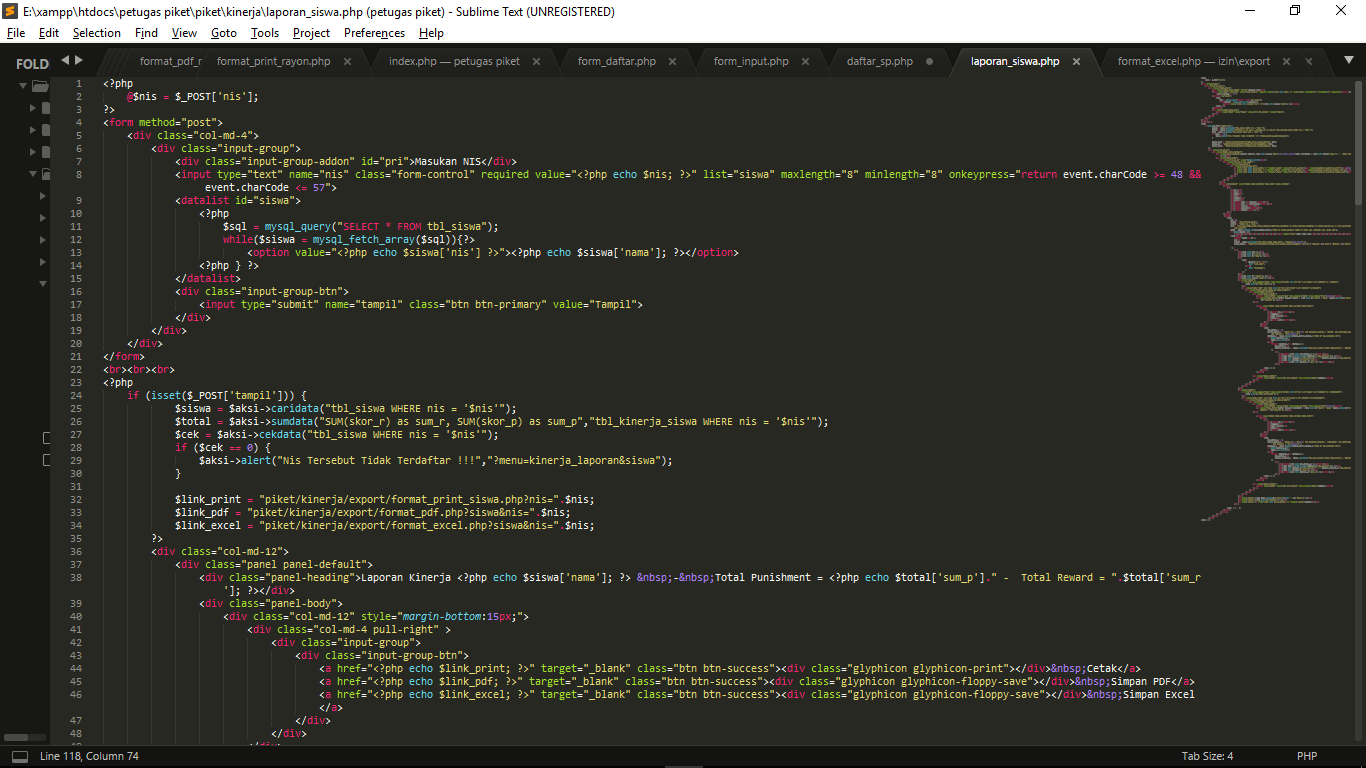 E:\xampp\htdocs\petugas piket\piket\kinerja\laporan_siswa.php (petugas piket) - Sublime Text (UNREGISTERED)
File Edit Selection Find View Goto Tools Project Preferences Help
FOLD
format_pdf_r format_print_rayon.php index.php — petugas piket form_daftar.php form_input.php daftar_sp.php laporan_siswa.php format_excel.php — izin\export
1 <?php
2 @$nis = $_POST['nis'];
3 ?>
4 <form method="post">
5 <div class="col-md-4">
6 <div class="input-group">
7 <div class="input-group-addon" id="pri">Masukan NIS</div>
8 <input type="text" name="nis" class="form-control" required value="<?php echo $nis; ?>" list="siswa" maxlength="8" minlength="8" onkeypress="return event.charCode >= 48 &&
event.charCode <= 57">
9 <datalist id="siswa">
10 <?php
11 $sql = mysql_query("SELECT * FROM tbl_siswa");
12 while($siswa = mysql_fetch_array($sql)){?>
13 <option value="<?php echo $siswa['nis'] ?>"><?php echo $siswa['nama']; ?></option>
14 <?php } ?>
15 </datalist>
16 <div class="input-group-btn">
17 <input type="submit" name="tampil" class="btn btn-primary" value="Tampil">
18 </div>
19 </div>
20 </div>
21 </form>
22 <br><br><br>
23 <?php
24 if (isset($_POST['tampil'])) {
25 $siswa = $aksi->caridata("tbl_siswa WHERE nis = '$nis'");
26 $total = $aksi->sumdata("SUM(skor_r) as sum_r, SUM(skor_p) as sum_p","tbl_kinerja_siswa WHERE nis = '$nis'");
27 $cek = $aksi->cekdata("tbl_siswa WHERE nis = '$nis'");
28 if ($cek == 0) {
29 $aksi->alert("Nis Tersebut Tidak Terdaftar !!!","?menu=kinerja_laporan&siswa");
30 }
31
32 $link_print = "piket/kinerja/export/format_print_siswa.php?nis=".$nis;
33 $link_pdf = "piket/kinerja/export/format_pdf.php?siswa&nis=".$nis;
34 $link_excel = "piket/kinerja/export/format_excel.php?siswa&nis=".$nis;
35 ?>
36 <div class="col-md-12">
37 <div class="panel panel-default">
38 <div class="panel-heading">Laporan Kinerja <?php echo $siswa['nama']; ?> &nbsp;-&nbsp;Total Punishment = <?php echo $total['sum_p']." - Total Reward = ".$total['sum_r
']; ?></div>
39 <div class="panel-body">
40 <div class="col-md-12" style="margin-bottom:15px;">
41 <div class="col-md-4 pull-right" >
42 <div class="input-group">
43 <div class="input-group-btn">
44 <a href="<?php echo $link_print; ?>" target="_blank" class="btn btn-success"><div class="glyphicon glyphicon-print"></div>&nbsp;Cetak</a>
45 <a href="<?php echo $link_pdf; ?>" target="_blank" class="btn btn-success"><div class="glyphicon glyphicon-floppy-save"></div>&nbsp;Simpan PDF</a>
46 <a href="<?php echo $link_excel; ?>" target="_blank" class="btn btn-success"><div class="glyphicon glyphicon-floppy-save"></div>&nbsp;Simpan Excel
</a>
47 </div>
48 </div>
Line 118, Column 74 Tab Size: 4 PHP